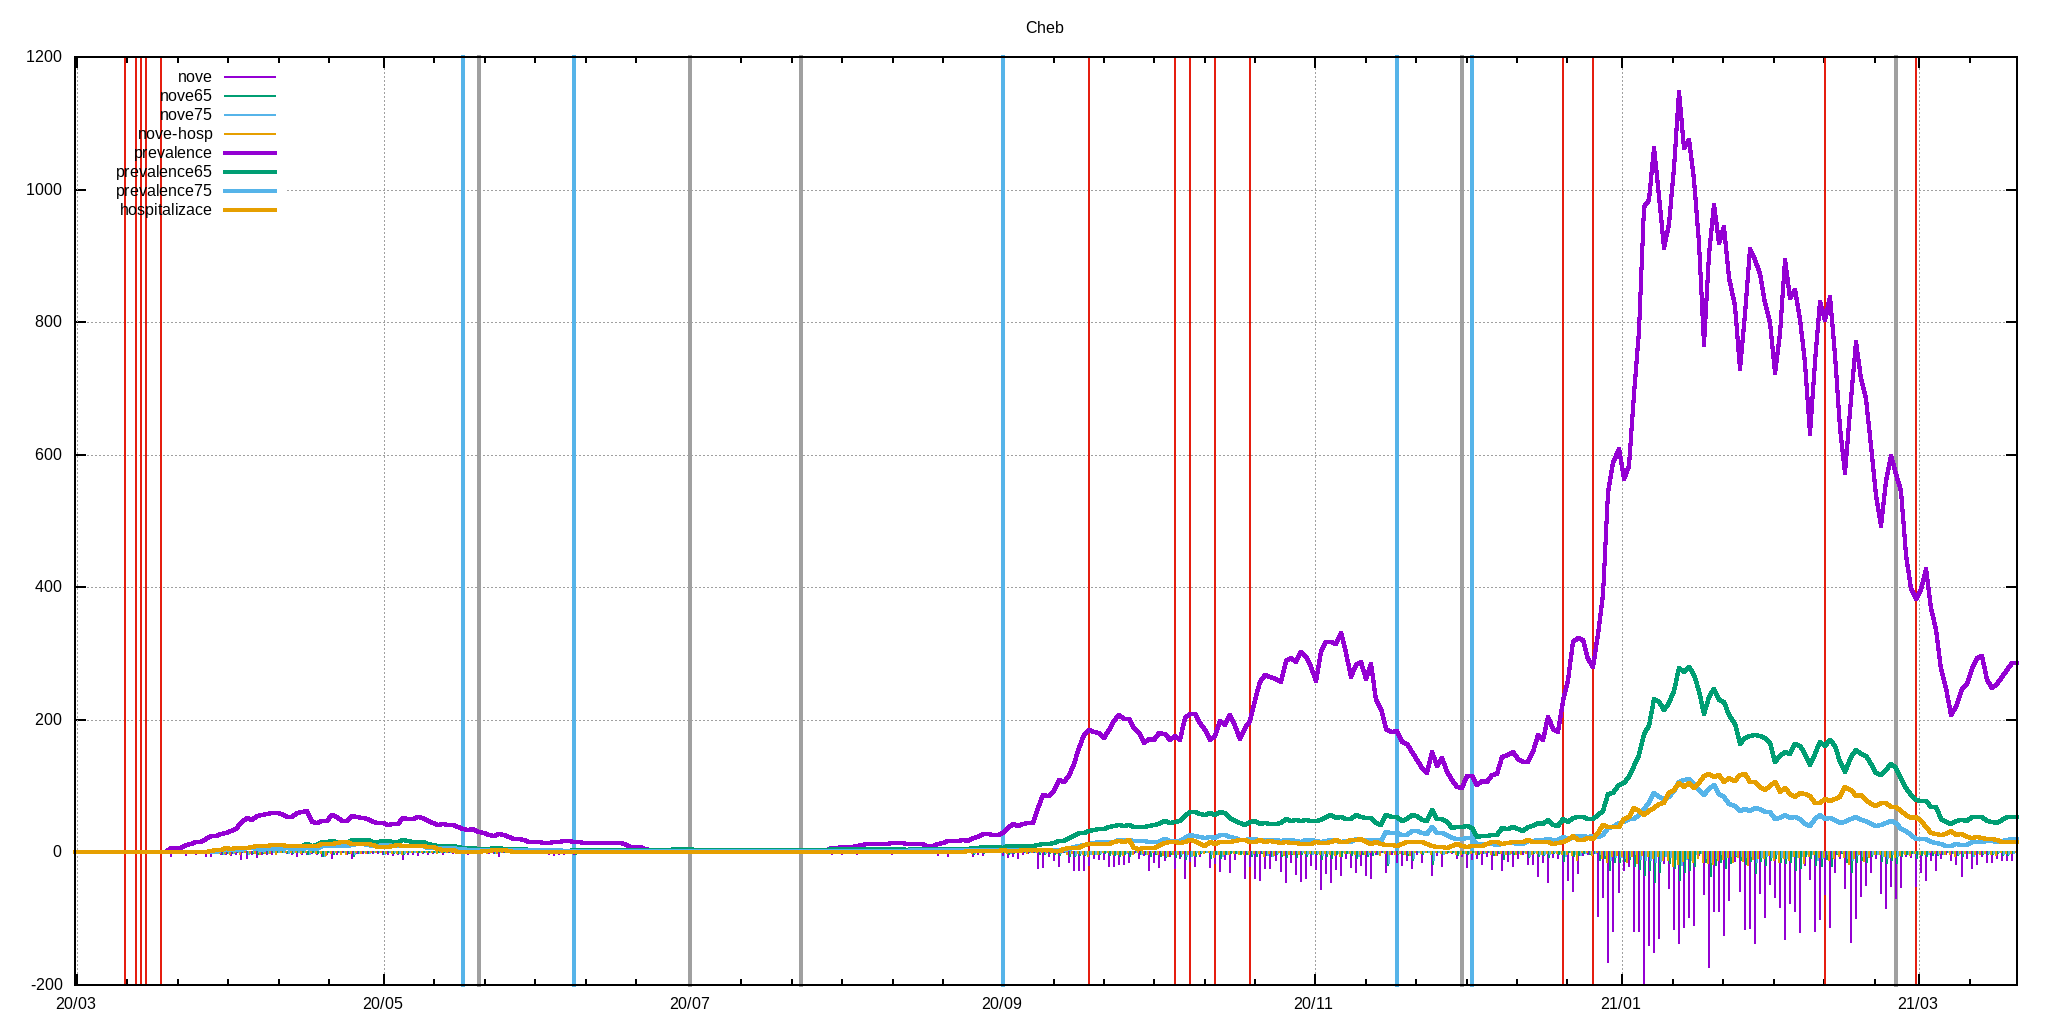 Cheb
1200
1000
800
600
400
200
0
-200
nove
nove65
nove75
nove-hosp
prevalence
prevalence65
prevalence75
hospitalizace
20/03 20/05 20/07 20/09 20/11 21/01 21/03